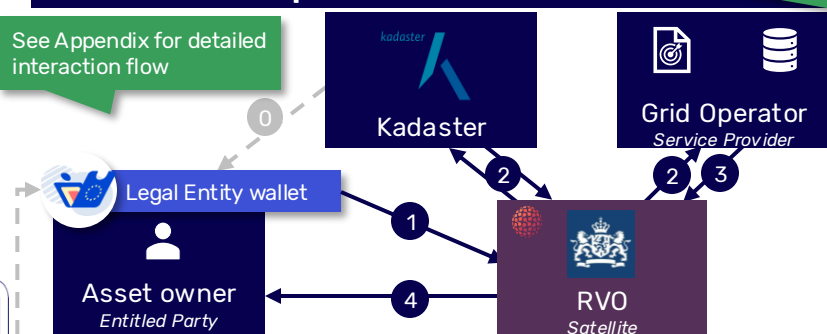 See Appendix for detailed
interaction flow
kadaster
Kadaster
Grid Operator
Service Provider
0
2
2
3
Legal Entity wallet
1
Asset owner
Entitled Party
4
RVO
Satellite